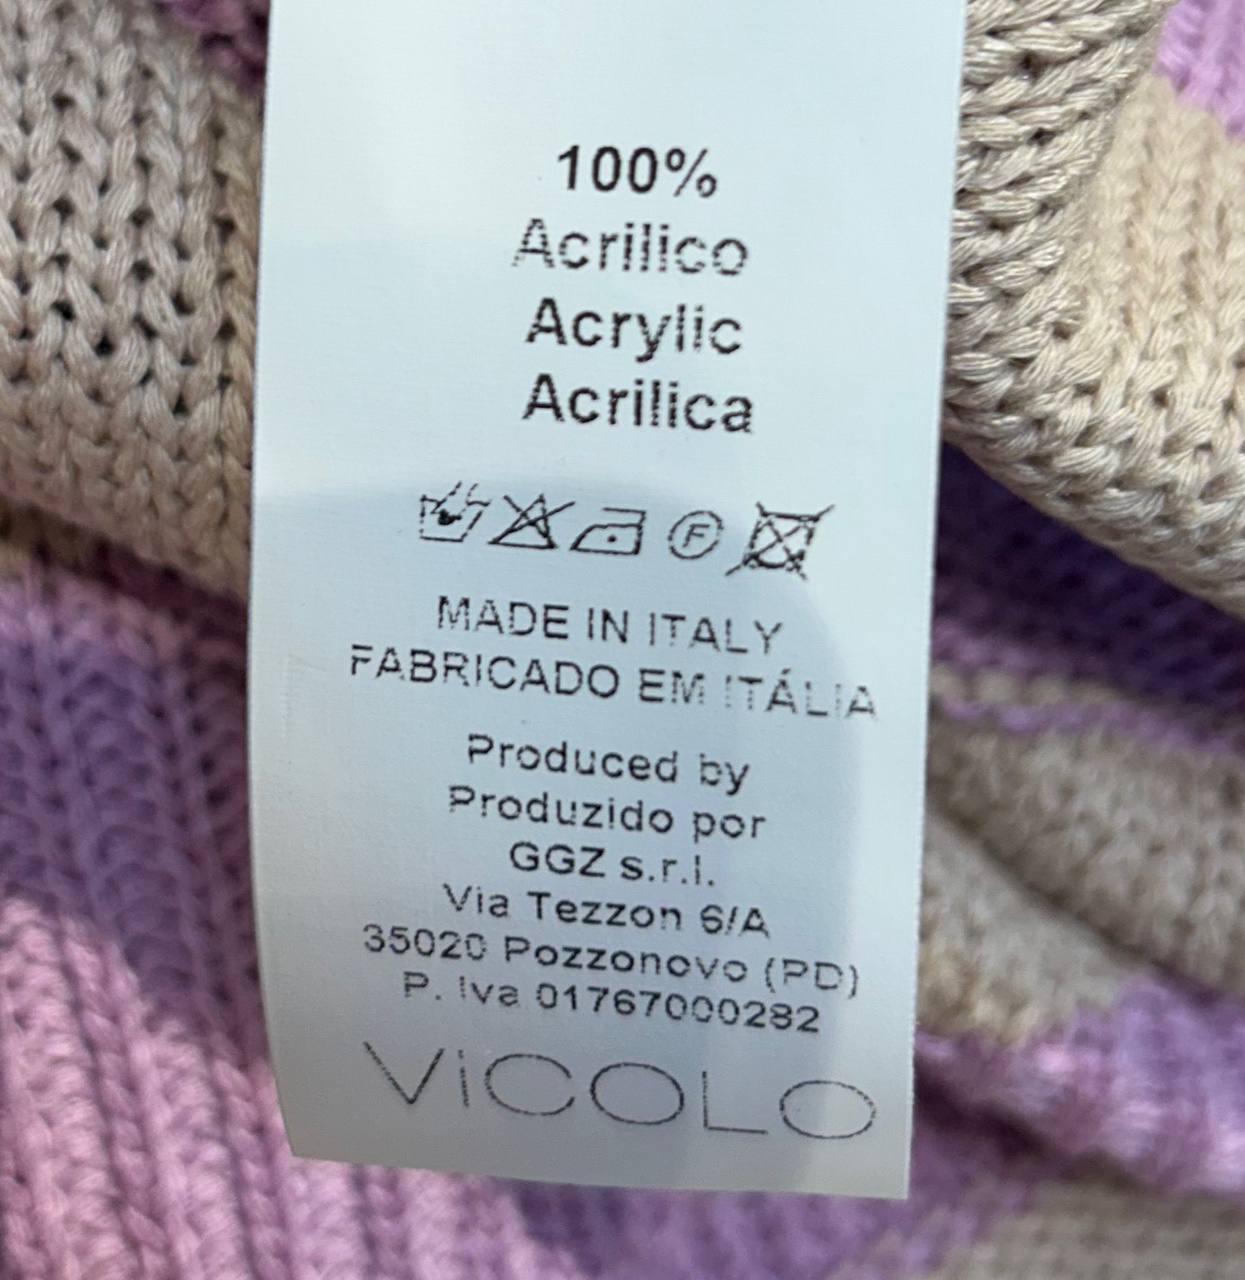 100%
Acrilico
Acrylic
Acrilica
F
MADE IN ITALY
FABRICADO EM ITÁLIA
Produced by
Produzido por
GGZ s.r.l.
Via Tezzon 6/A
35020 Pozzonovo (PD)
P. Iva 01767000282
ViCOLO